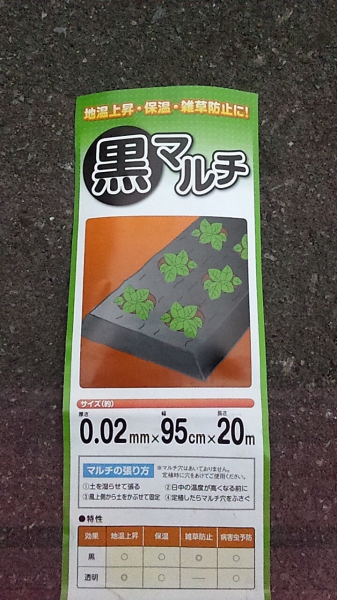 地温上昇・保温・雑草防止に!
黒マルチ
サイズ(約)
厚さ 幅 長さ
0.02mm×95cm×20m
マルチの張り方
※マルチ穴はあいておりません。
定植時に穴をあけてご使用ください。
①土を湿らせて張る ②日中の温度が高くなる前に
③風上側から土をかぶせて固定 ④定植したらマルチ穴をふさぐ
●特性
効果 地温上昇 保温 雑草防止 病害虫予防
黒 ○ ○ ◎ ○
透明 ◎ ○ — ○